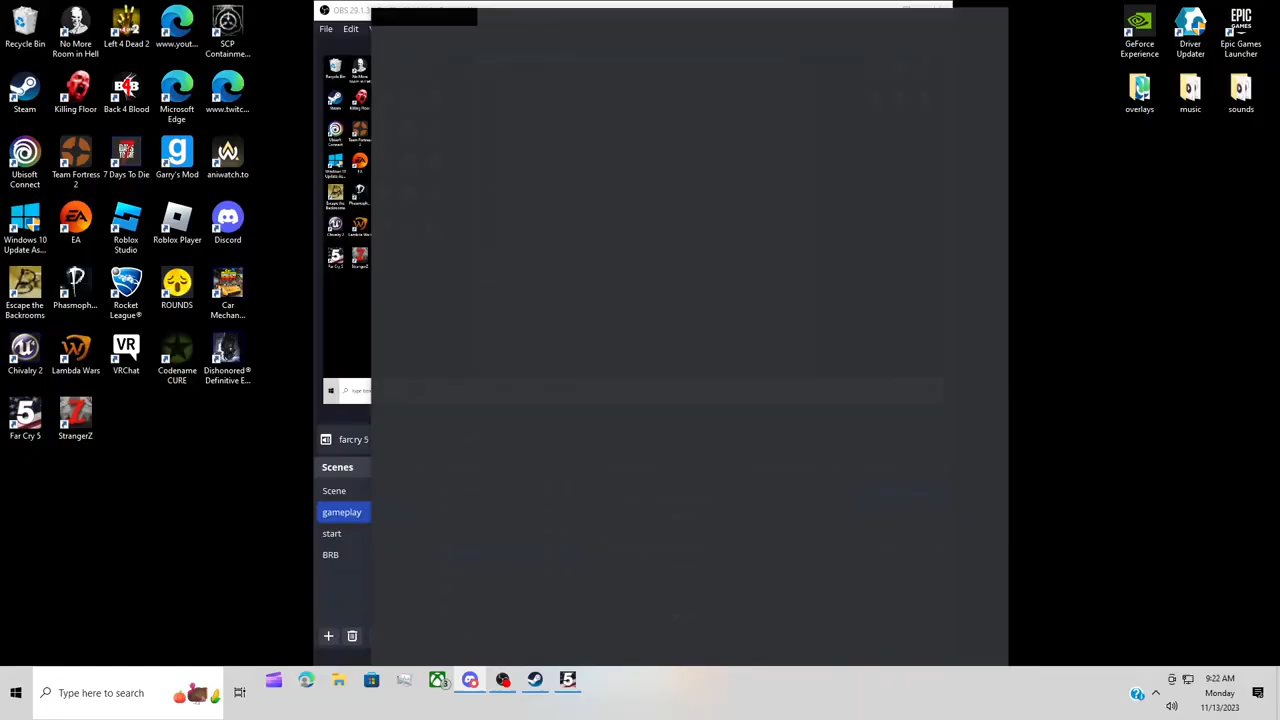 Recycle Bin
No More Room in Hell
Left 4 Dead 2
www.yout...
SCP Containme...
Steam
Killing Floor
Back 4 Blood
Microsoft Edge
www.twitc...
Ubisoft Connect
Team Fortress 2
7 Days To Die
Garry's Mod
aniwatch.to
Windows 10 Update As...
EA
Roblox Studio
Roblox Player
Discord
Escape the Backrooms
Phasmoph...
Rocket League®
ROUNDS
Car Mechan...
Chivalry 2
Lambda Wars
VRChat
Codename CURE
Dishonored® Definitive E...
Far Cry 5
StrangerZ
OBS 29.1.3
File Edit
farcry 5
Scenes
Scene
gameplay
start
BRB
GeForce Experience
Driver Updater
Epic Games Launcher
overlays
music
sounds
Type here to search
9:22 AM
Monday
11/13/2023